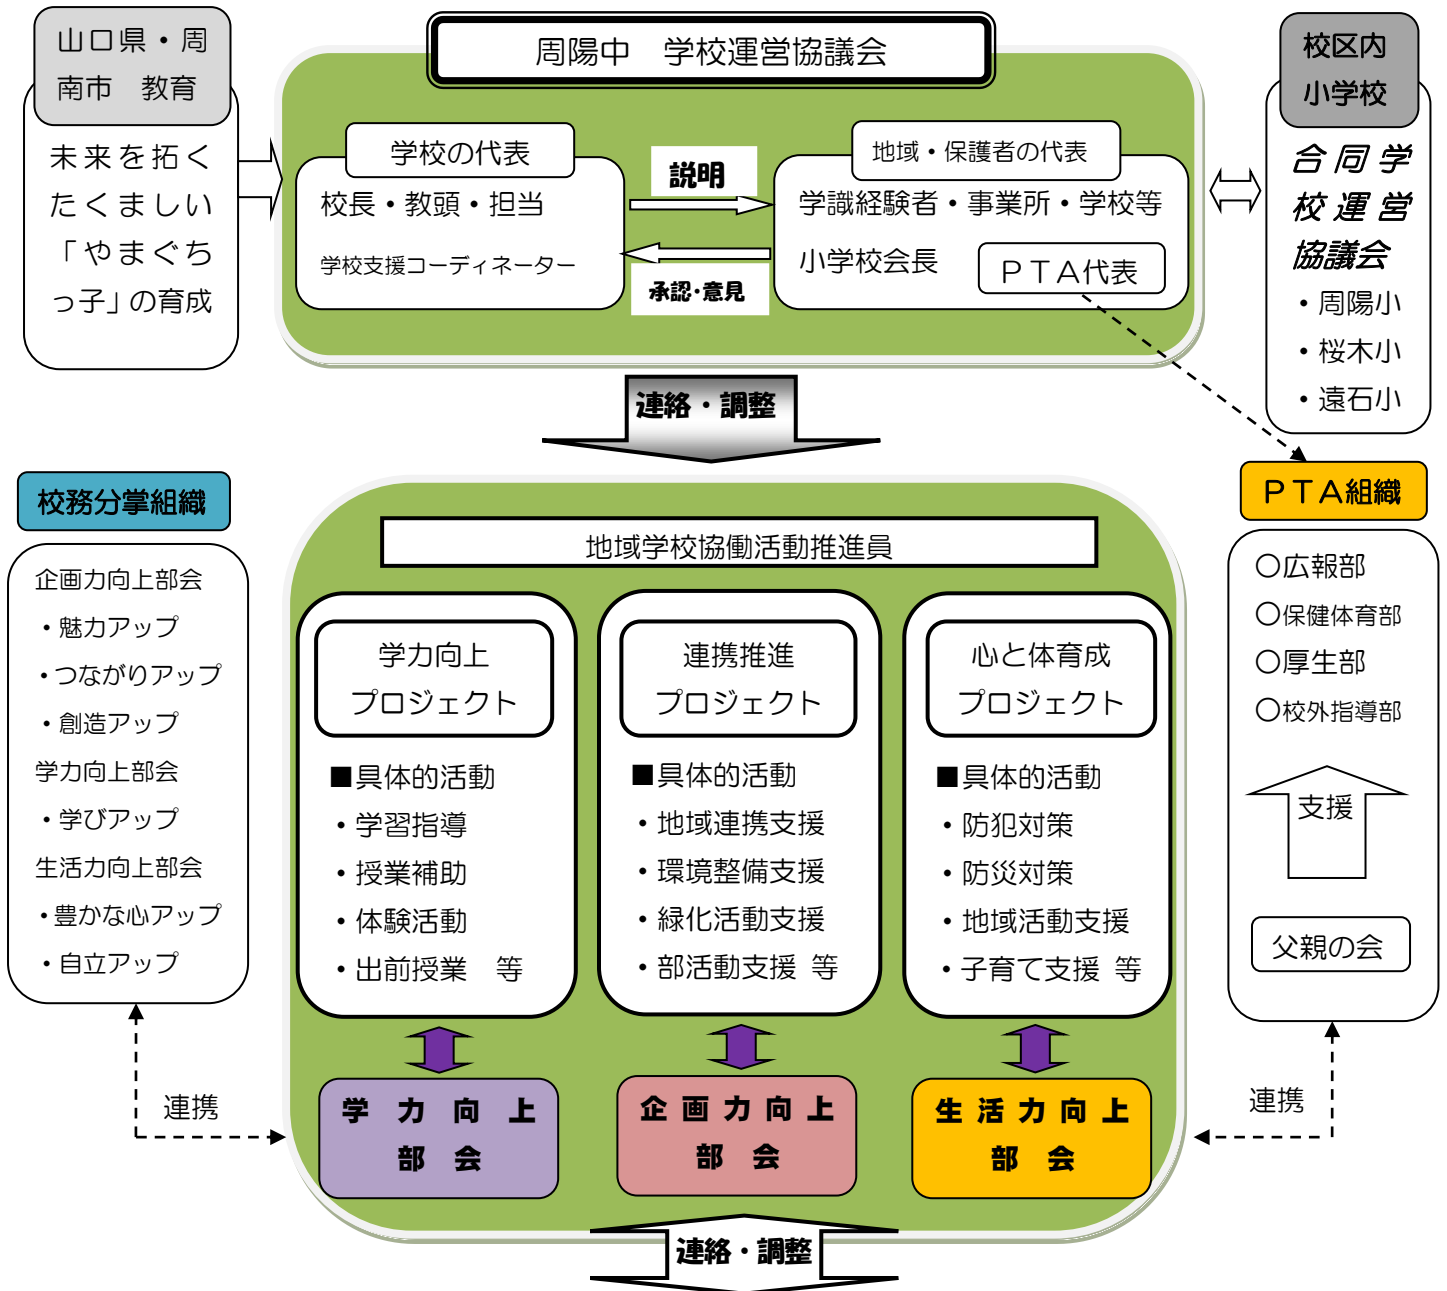 山口県・周
南市　教育
未来を拓く
たくましい
「やまぐち
っ子」の育成
周陽中　学校運営協議会
学校の代表
校長・教頭・担当
学校支援コーディネーター
説明
承認・意見
地域・保護者の代表
学識経験者・事業所・学校等
小学校会長
ＰＴＡ代表
校区内
小学校
合同学
校運営
協議会
・周陽小
・桜木小
・遠石小
連絡・調整
校務分掌組織
企画力向上部会
・魅力アップ
・つながりアップ
・創造アップ
学力向上部会
・学びアップ
生活力向上部会
・豊かな心アップ
・自立アップ
連携
地域学校協働活動推進員
学力向上
プロジェクト
■具体的活動
・学習指導
・授業補助
・体験活動
・出前授業　等
連携推進
プロジェクト
■具体的活動
・地域連携支援
・環境整備支援
・緑化活動支援
・部活動支援 等
心と体育成
プロジェクト
■具体的活動
・防犯対策
・防災対策
・地域活動支援
・子育て支援 等
学力向上
部会
企画力向上
部会
生活力向上
部会
ＰＴＡ組織
〇広報部
〇保健体育部
〇厚生部
〇校外指導部
支援
父親の会
連携
連絡・調整